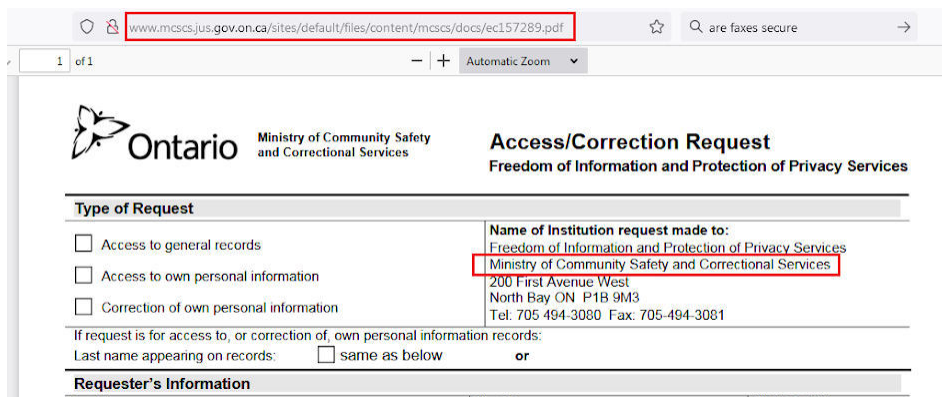 www.mcscs.jus.gov.on.ca/sites/default/files/content/mcscs/docs/ec157289.pdf
are faxes secure
1 of 1
Automatic Zoom
Ontario
Ministry of Community Safety
and Correctional Services
Access/Correction Request
Freedom of Information and Protection of Privacy Services
Type of Request
Access to general records
Access to own personal information
Correction of own personal information
Name of Institution request made to:
Freedom of Information and Protection of Privacy Services
Ministry of Community Safety and Correctional Services
200 First Avenue West
North Bay ON P1B 9M3
Tel: 705 494-3080 Fax: 705-494-3081
If request is for access to, or correction of, own personal information records:
Last name appearing on records: same as below or
Requester's Information